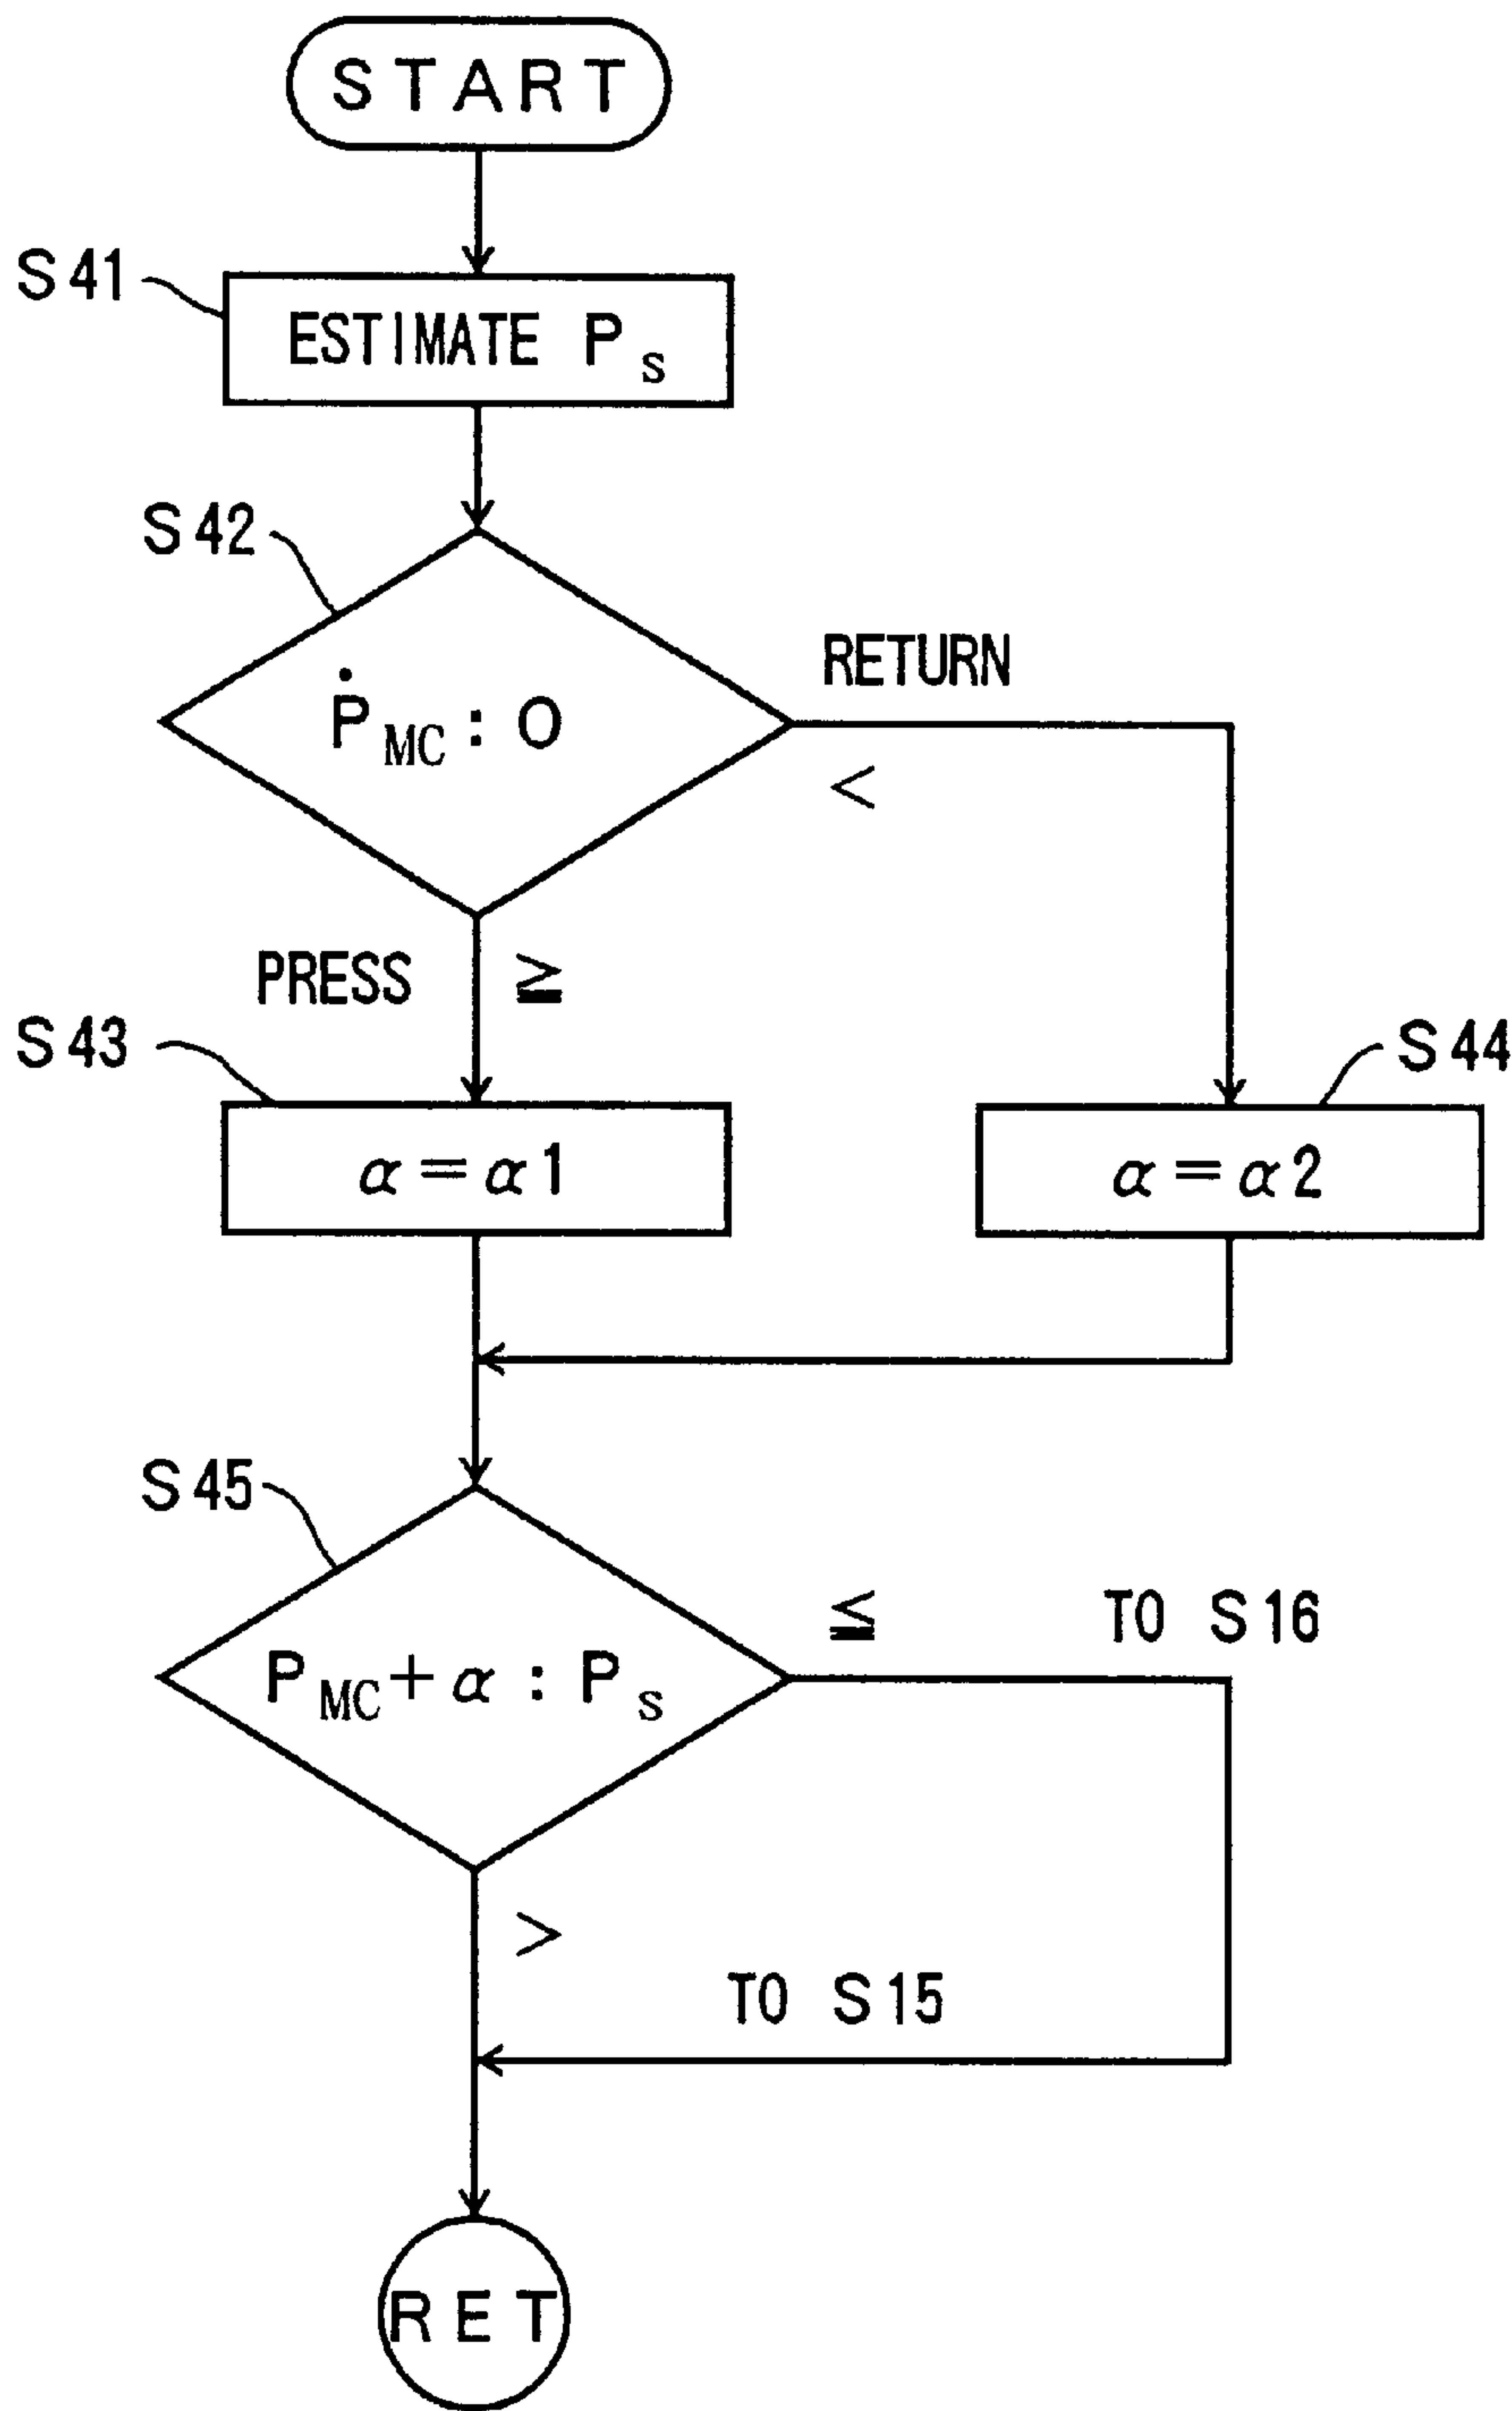 START
S41
ESTIMATE Ps
S42
RETURN
ṖMC : 0
<
PRESS ≧
S43
S44
α=α1
α=α2
S45
≦ TO S16
PMC+α : Ps
>
TO S15
RET